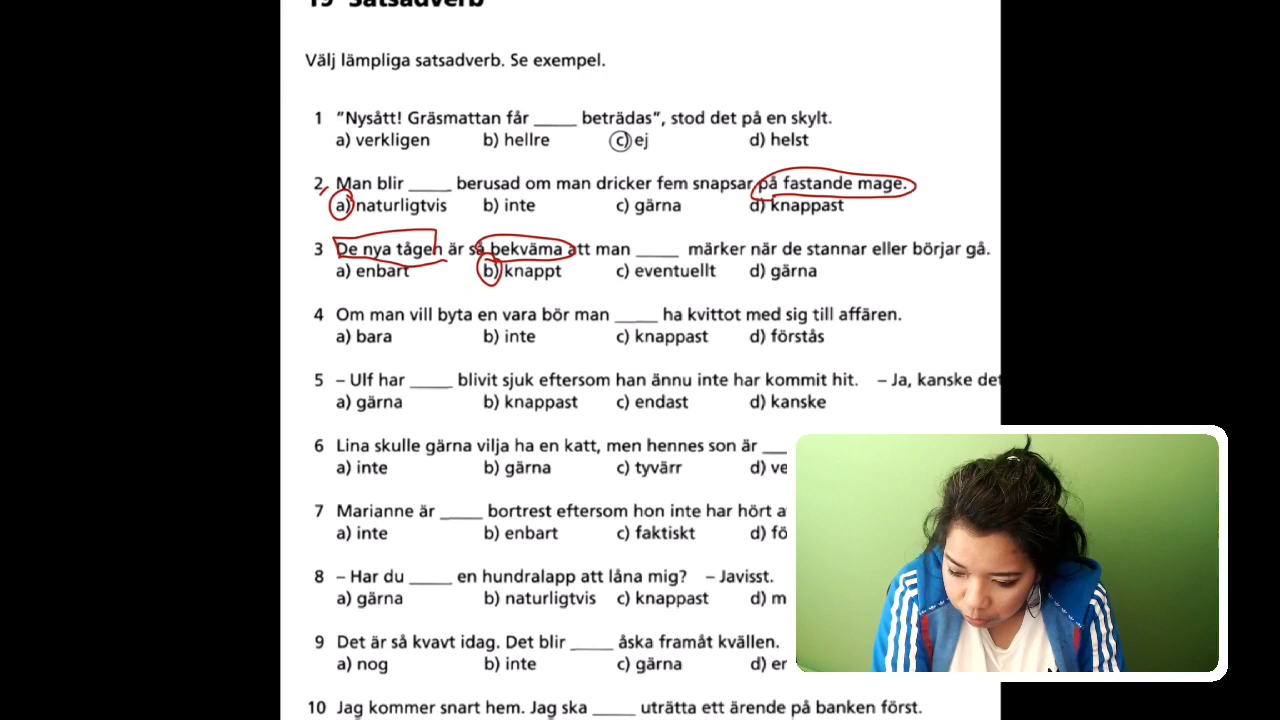 19 Satsadverb
Välj lämpliga satsadverb. Se exempel.
1 "Nysått! Gräsmattan får _____ beträdas", stod det på en skylt.
a) verkligen b) hellre c) ej d) helst
2 Man blir _____ berusad om man dricker fem snapsar på fastande mage.
a) naturligtvis b) inte c) gärna d) knappast
3 De nya tågen är så bekväma att man _____ märker när de stannar eller börjar gå.
a) enbart b) knappt c) eventuellt d) gärna
4 Om man vill byta en vara bör man _____ ha kvittot med sig till affären.
a) bara b) inte c) knappast d) förstås
5 – Ulf har _____ blivit sjuk eftersom han ännu inte har kommit hit. – Ja, kanske det
a) gärna b) knappast c) endast d) kanske
6 Lina skulle gärna vilja ha en katt, men hennes son är ___
a) inte b) gärna c) tyvärr d) ve
7 Marianne är _____ bortrest eftersom hon inte har hört a
a) inte b) enbart c) faktiskt d) fö
8 – Har du _____ en hundralapp att låna mig? – Javisst.
a) gärna b) naturligtvis c) knappast d) m
9 Det är så kvavt idag. Det blir _____ åska framåt kvällen.
a) nog b) inte c) gärna d) er
10 Jag kommer snart hem. Jag ska _____ uträtta ett ärende på banken först.